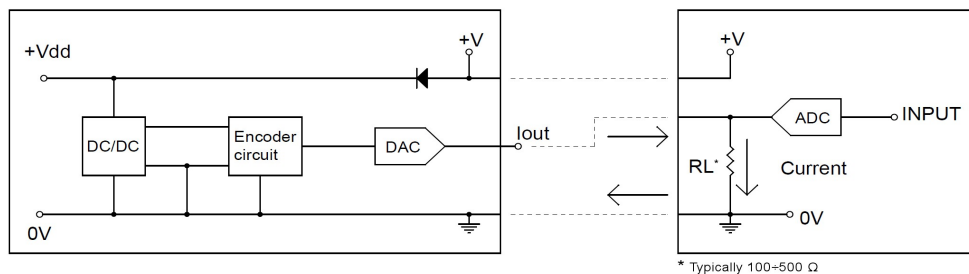 +Vdd
+V
DC/DC
Encoder
circuit
DAC
Iout
0V
+V
ADC
INPUT
RL*
Current
0V
* Typically 100÷500 Ω